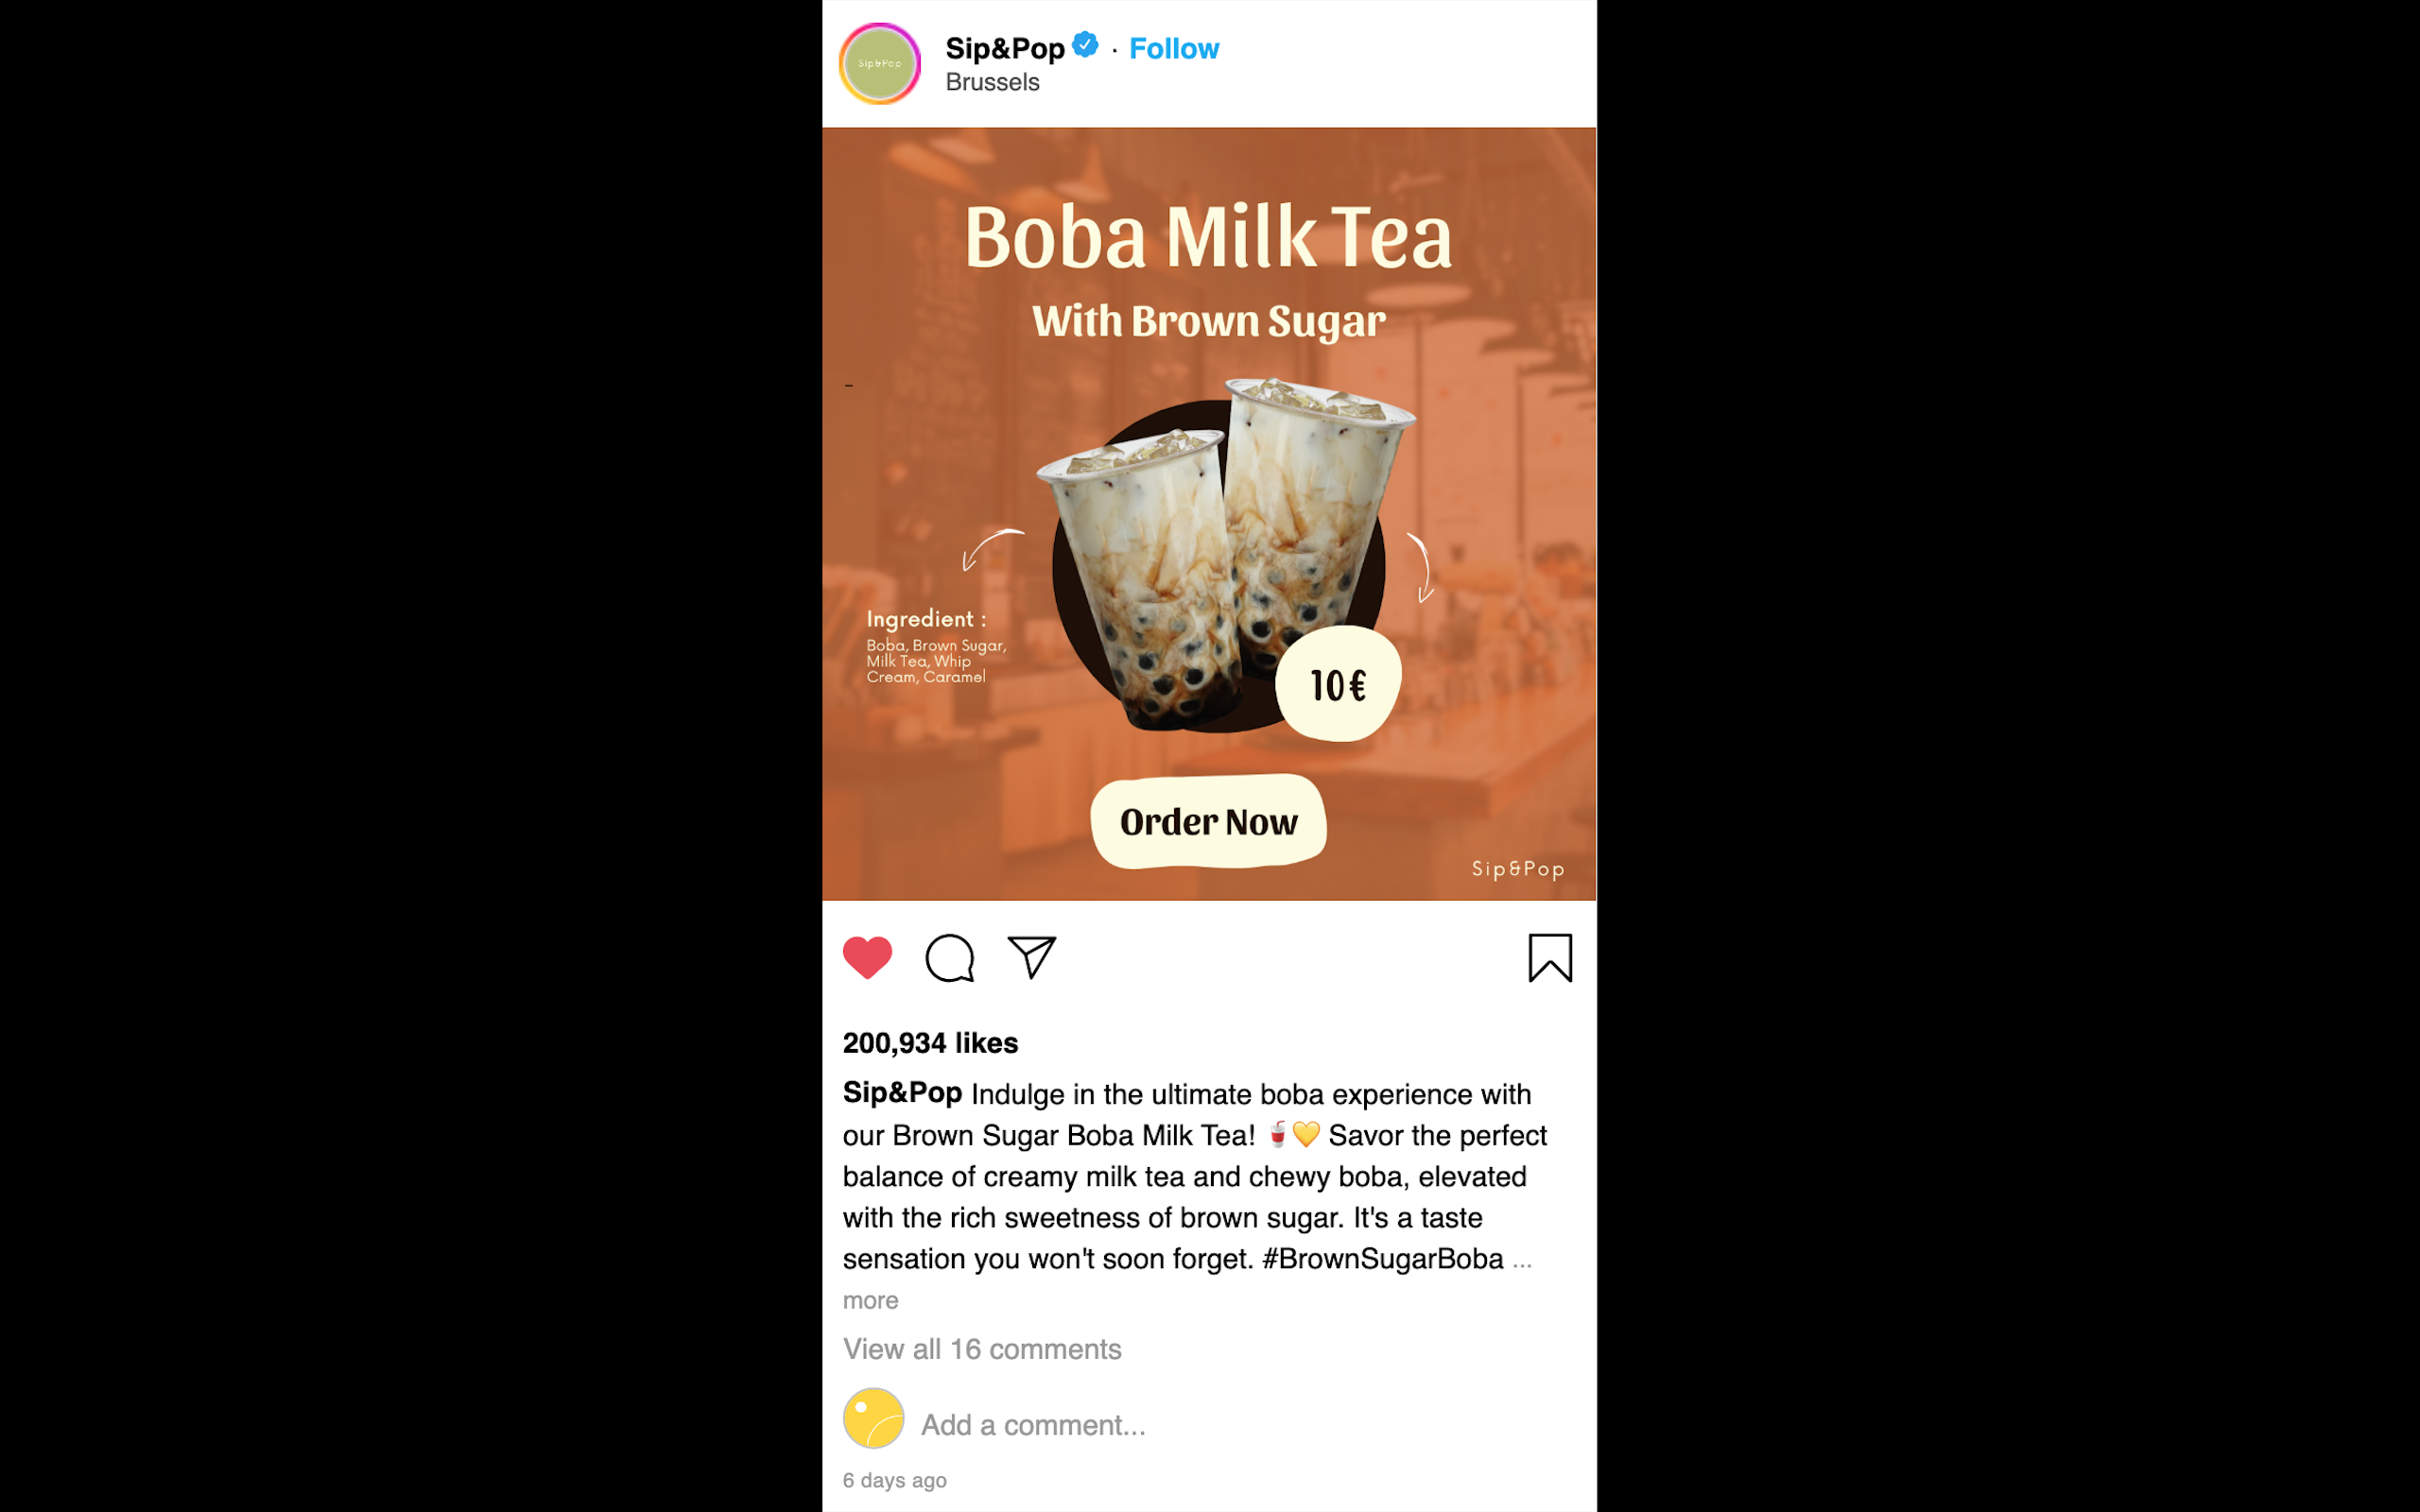 Sip&Pop
Sip&Pop · Follow
Brussels
Boba Milk Tea
With Brown Sugar
-
Ingredient :
Boba, Brown Sugar,
Milk Tea, Whip
Cream, Caramel
10€
Order Now
Sip&Pop
200,934 likes
Sip&Pop Indulge in the ultimate boba experience with
our Brown Sugar Boba Milk Tea! 🥤💛 Savor the perfect
balance of creamy milk tea and chewy boba, elevated
with the rich sweetness of brown sugar. It's a taste
sensation you won't soon forget. #BrownSugarBoba ...
more
View all 16 comments
Add a comment...
6 days ago